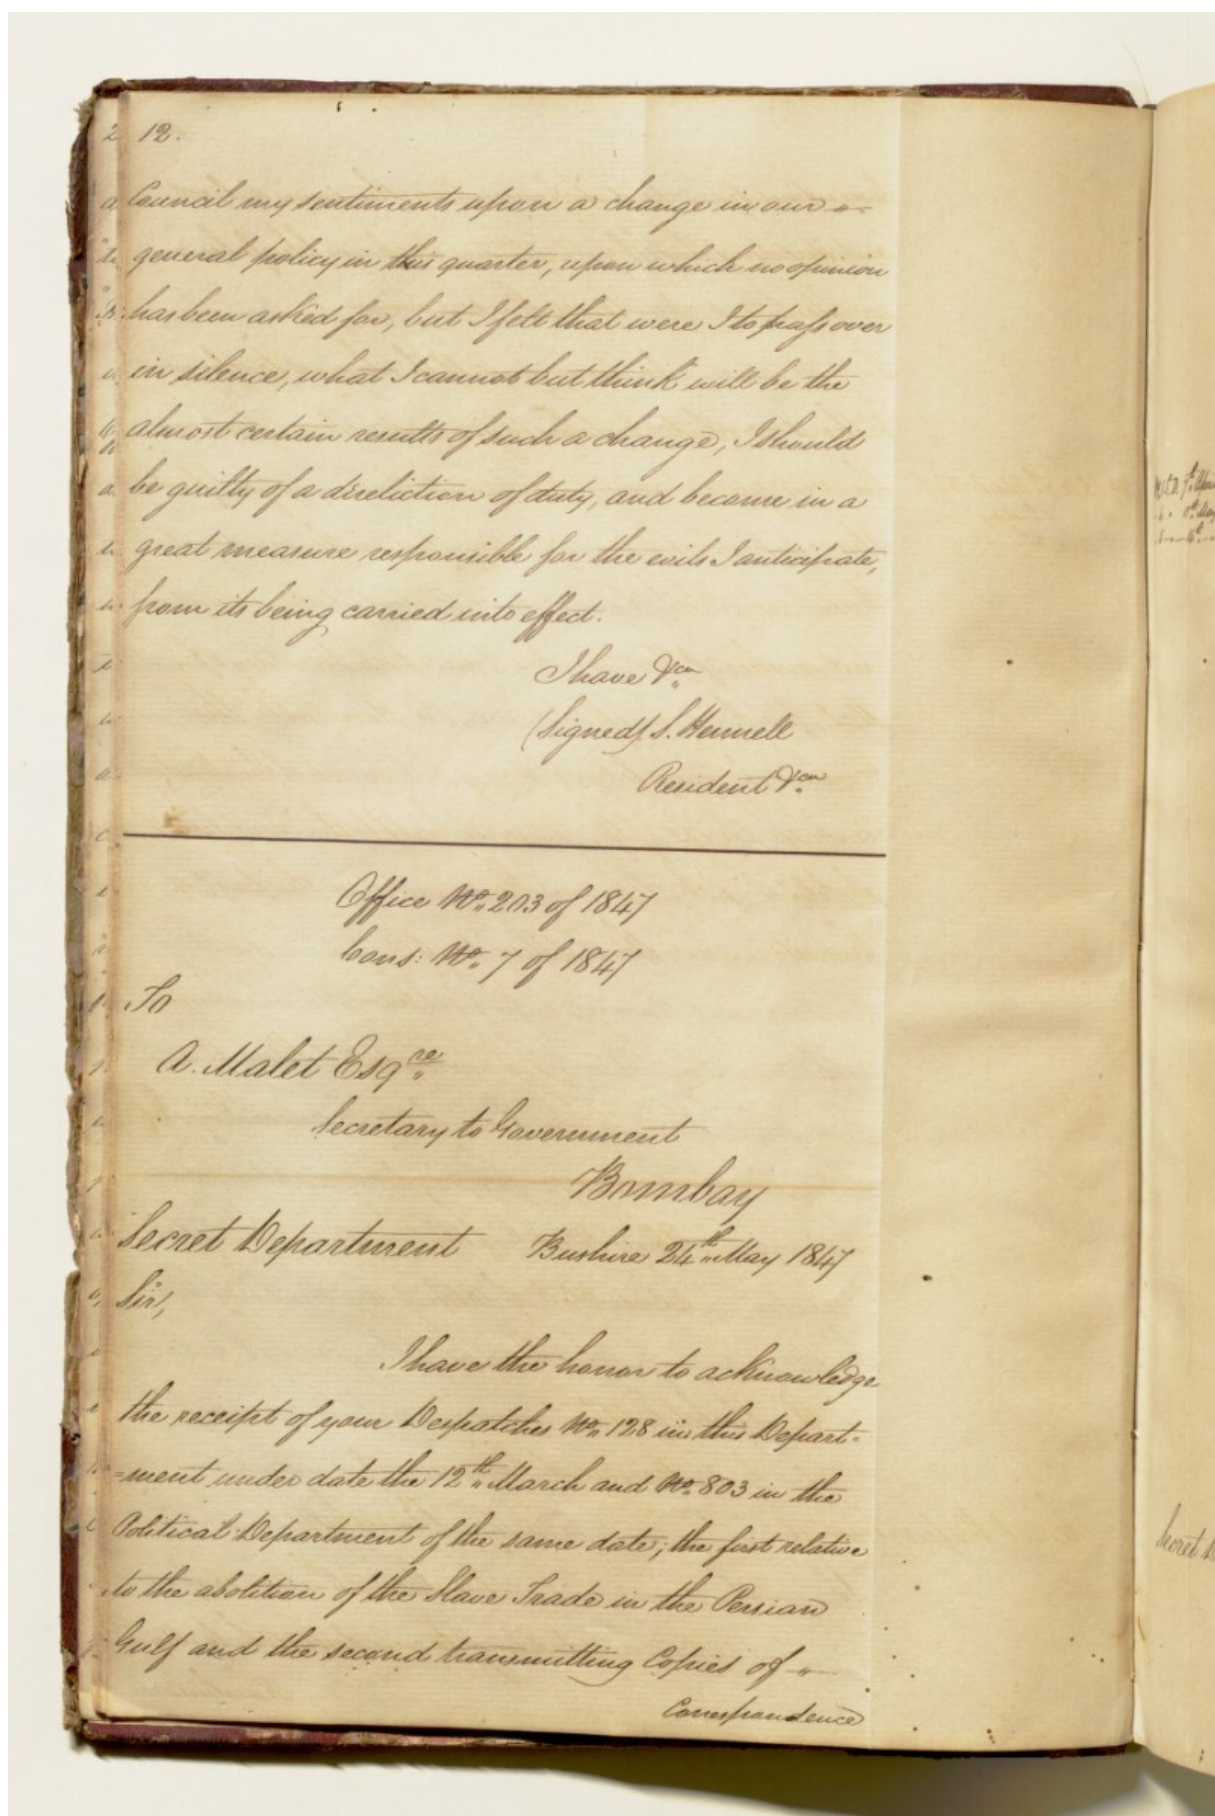 12.
Council my sentiments upon a change in our "-
general policy in this quarter, upon which no opinion
has been asked for, but I felt that were I to pass over
in silence, what I cannot but think will be the
almost certain results of such a change, I should
be guilty of a direliction of duty, and become in a
great measure responsible for the evils I anticipate,
from its being carried into effect.
I have &ca
(Signed) S. Hennell
Resident &ca
Office No. 203 of 1847
Cons: No. 7 of 1847
To
A. Malet Esqre
Secretary to Government
Bombay
Secret Department Bushire 24th May 1847
Sir,
I have the honor to acknowledge
the receipt of your Despatches No. 128 in this Depart=
=ment under date the 12th March and No. 803 in the
Political Department of the same date; the first relative
to the abolition of the Slave Trade in the Persian
Gulf and the second transmitting Copies of "-
Correspondence
Secret